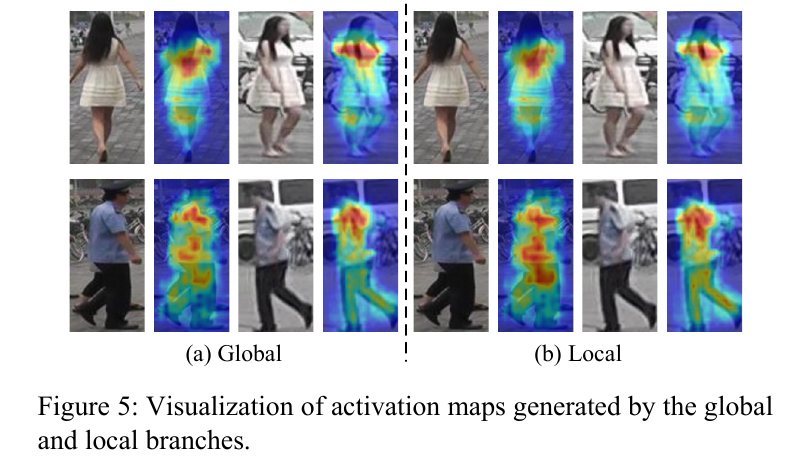 (a) Global
(b) Local
Figure 5: Visualization of activation maps generated by the global
and local branches.